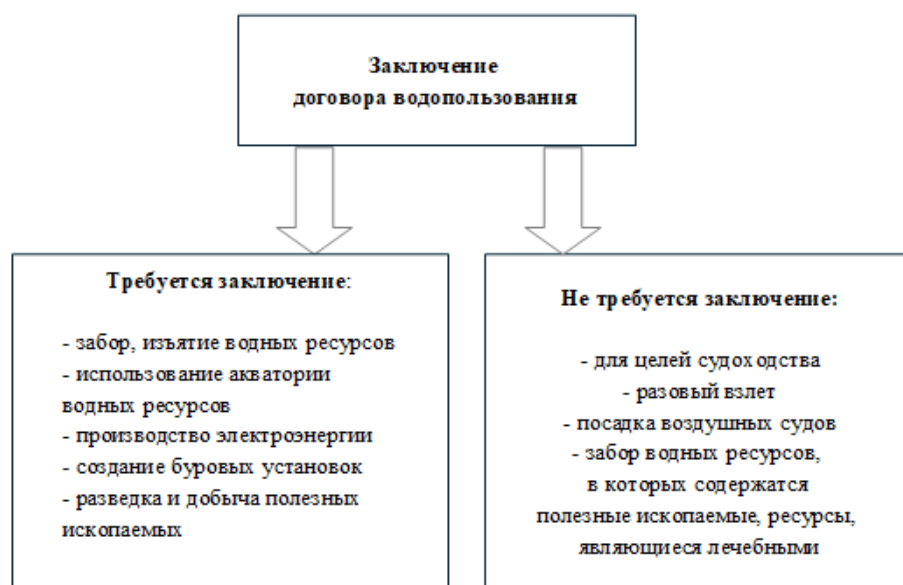 Заключение
договора водопользования
Требуется заключение:
- забор, изъятие водных ресурсов
- использование акватории
водных ресурсов
- производство электроэнергии
- создание буровых установок
- разведка и добыча полезных
ископаемых
Не требуется заключение:
- для целей судоходства
- разовый взлет
- посадка воздушных судов
- забор водных ресурсов,
в которых содержатся
полезные ископаемые, ресурсы,
являющиеся лечебными